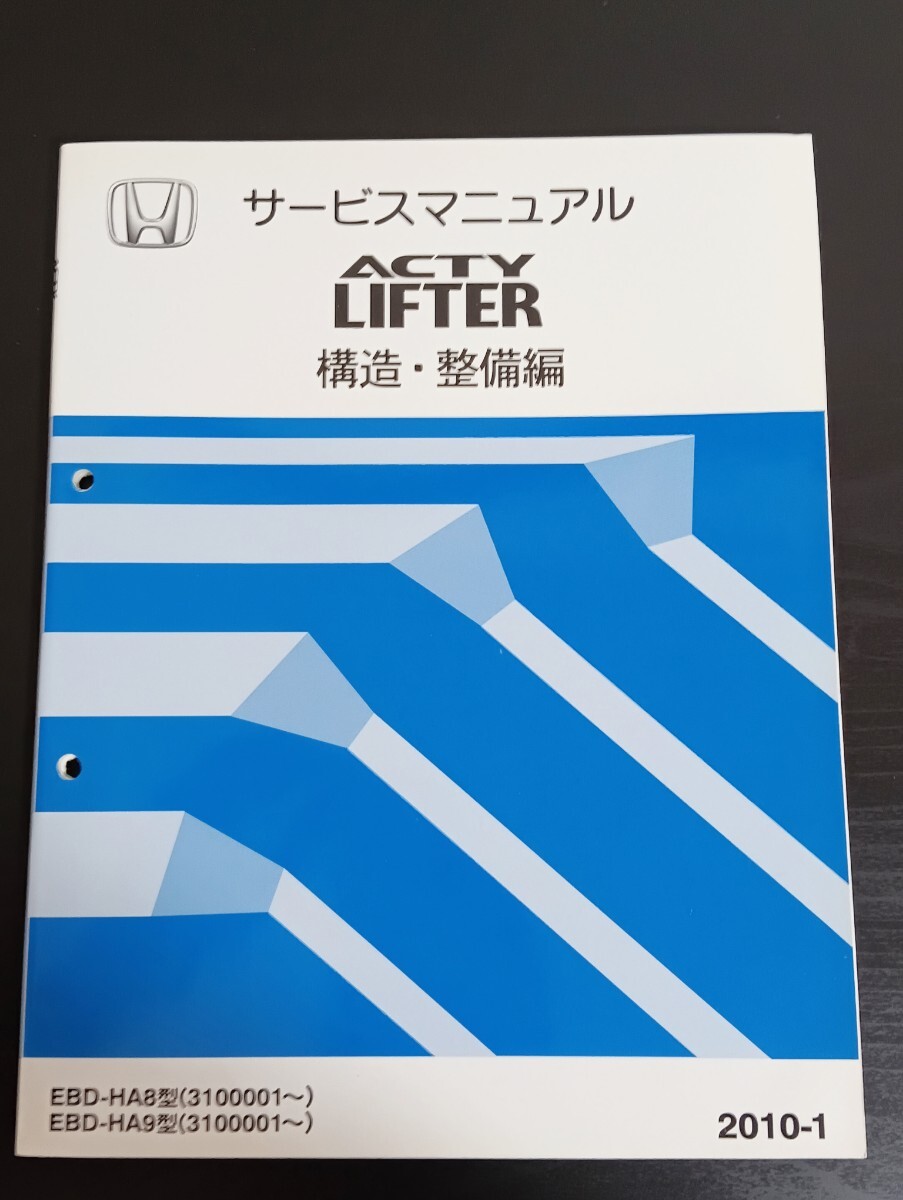 サービスマニュアル
ACTY
LIFTER
構造・整備編
EBD-HA8型(3100001～)
EBD-HA9型(3100001～)
2010-1